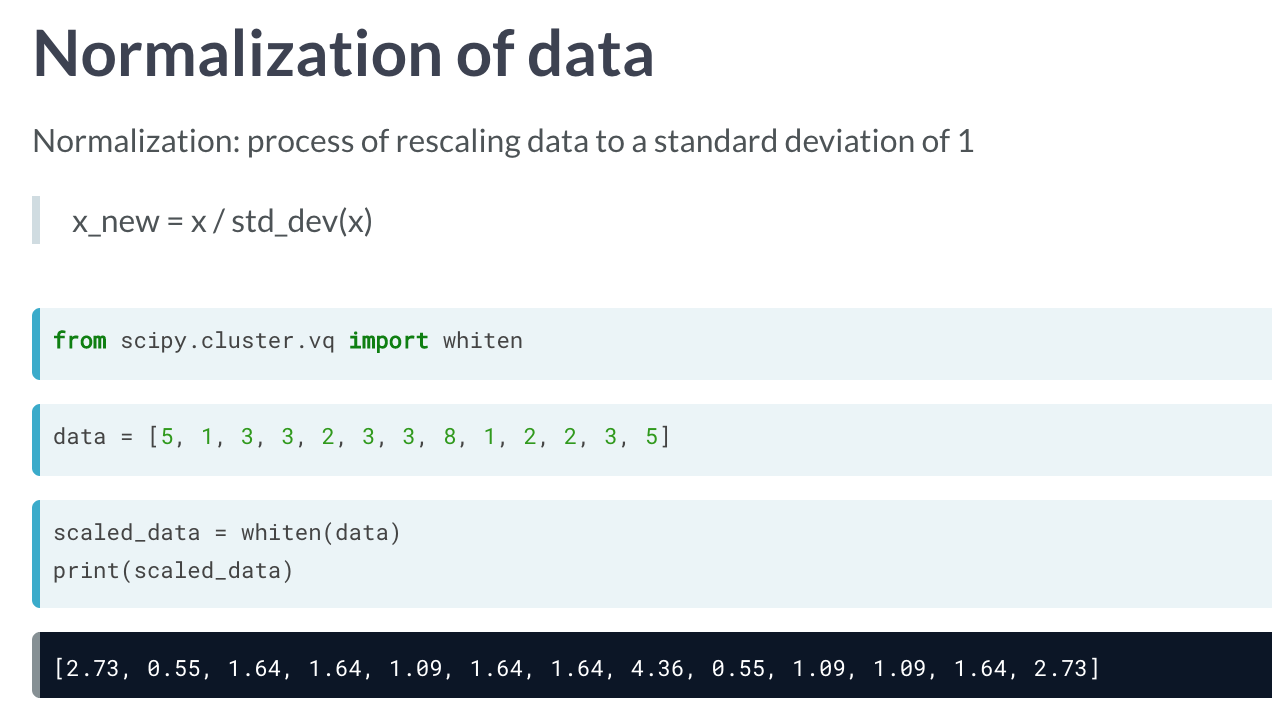 Normalization of data
Normalization: process of rescaling data to a standard deviation of 1
x_new = x / std_dev(x)
from scipy.cluster.vq import whiten
data = [5, 1, 3, 3, 2, 3, 3, 8, 1, 2, 2, 3, 5]
scaled_data = whiten(data)
print(scaled_data)
[2.73, 0.55, 1.64, 1.64, 1.09, 1.64, 1.64, 4.36, 0.55, 1.09, 1.09, 1.64, 2.73]